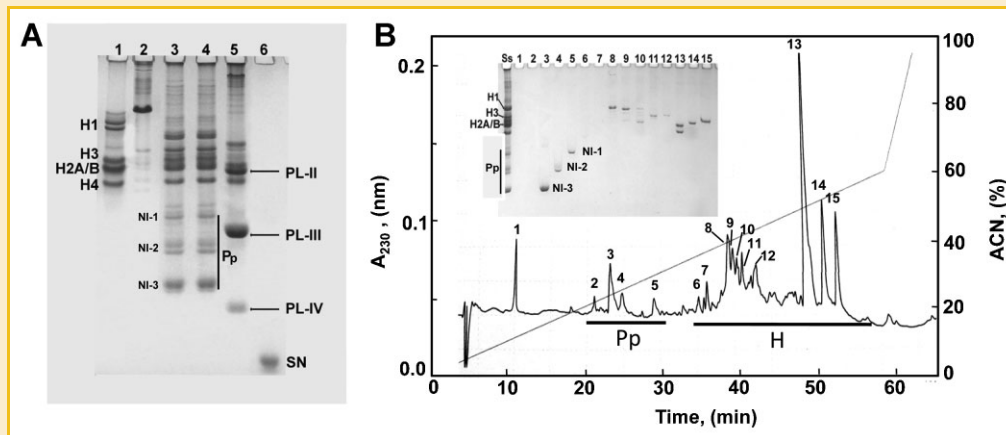 A
1 2 3 4 5 6
H1
H3
H2A/B
H4
NI-1
NI-2
NI-3
Pp
PL-II
PL-III
PL-IV
SN
B
0.2
0.1
0.0
A230, (nm)
Ss 1 2 3 4 5 6 7 8 9 10 11 12 13 14 15
H1
H3
H2A/B
Pp
NI-1
NI-2
NI-3
1 2 3 4 5 6 7 8 9 10 11 12 13 14 15
Pp
H
0 10 20 30 40 50 60
Time, (min)
100
80
60
40
20
0
ACN, (%)